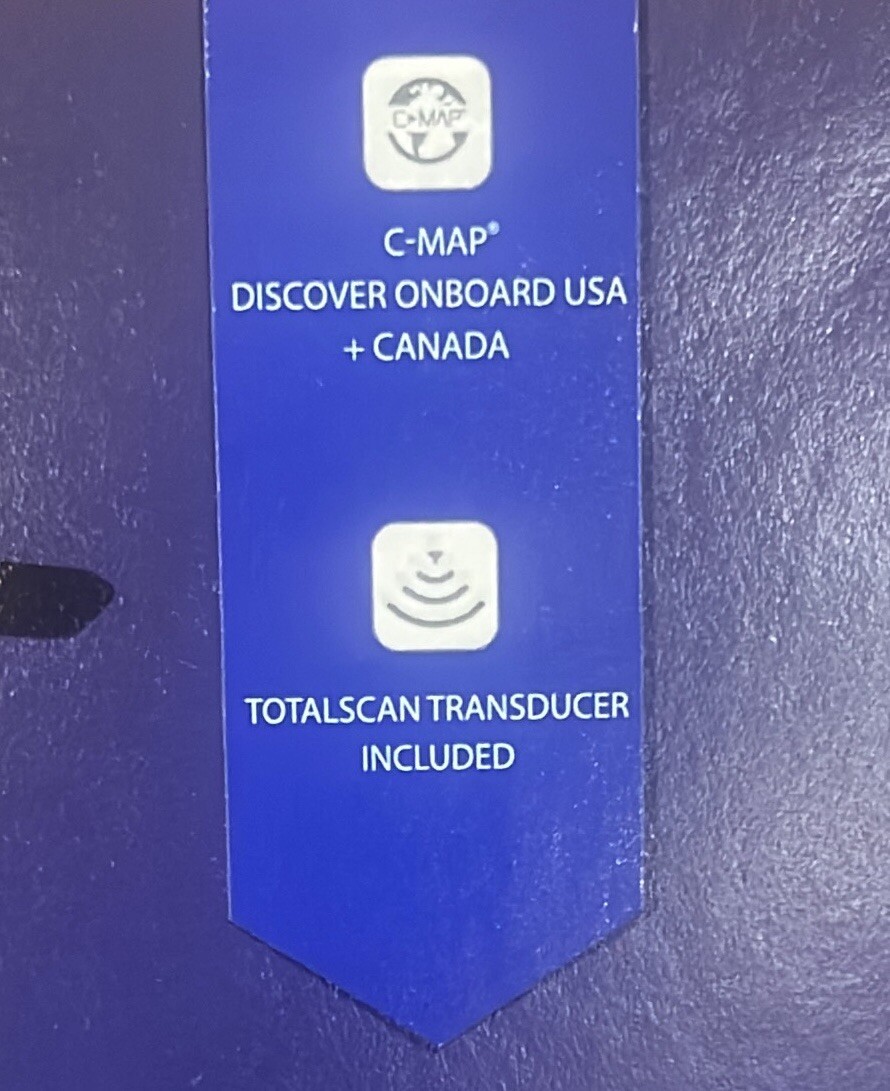 C-MAP
C-MAP®
DISCOVER ONBOARD USA
+ CANADA
TOTALSCAN TRANSDUCER
INCLUDED